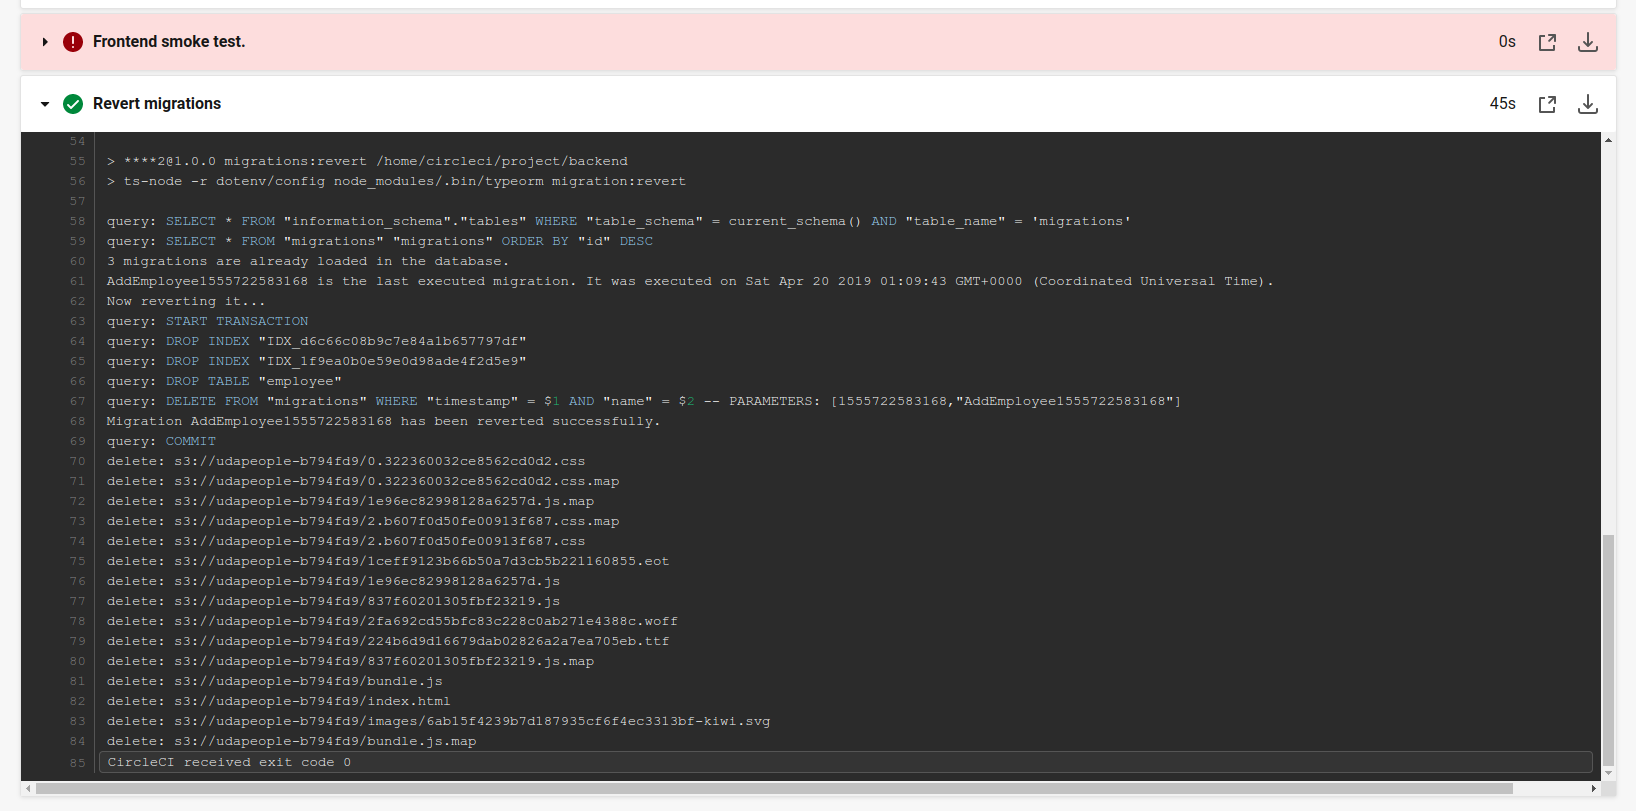 Frontend smoke test.
0s
Revert migrations
45s
54
55 > ****2@1.0.0 migrations:revert /home/circleci/project/backend
56 > ts-node -r dotenv/config node_modules/.bin/typeorm migration:revert
57
58 query: SELECT * FROM "information_schema"."tables" WHERE "table_schema" = current_schema() AND "table_name" = 'migrations'
59 query: SELECT * FROM "migrations" "migrations" ORDER BY "id" DESC
60 3 migrations are already loaded in the database.
61 AddEmployee1555722583168 is the last executed migration. It was executed on Sat Apr 20 2019 01:09:43 GMT+0000 (Coordinated Universal Time).
62 Now reverting it...
63 query: START TRANSACTION
64 query: DROP INDEX "IDX_d6c66c08b9c7e84a1b657797df"
65 query: DROP INDEX "IDX_1f9ea0b0e59e0d98ade4f2d5e9"
66 query: DROP TABLE "employee"
67 query: DELETE FROM "migrations" WHERE "timestamp" = $1 AND "name" = $2 -- PARAMETERS: [1555722583168,"AddEmployee1555722583168"]
68 Migration AddEmployee1555722583168 has been reverted successfully.
69 query: COMMIT
70 delete: s3://udapeople-b794fd9/0.322360032ce8562cd0d2.css
71 delete: s3://udapeople-b794fd9/0.322360032ce8562cd0d2.css.map
72 delete: s3://udapeople-b794fd9/1e96ec82998128a6257d.js.map
73 delete: s3://udapeople-b794fd9/2.b607f0d50fe00913f687.css.map
74 delete: s3://udapeople-b794fd9/2.b607f0d50fe00913f687.css
75 delete: s3://udapeople-b794fd9/1ceff9123b66b50a7d3cb5b221160855.eot
76 delete: s3://udapeople-b794fd9/1e96ec82998128a6257d.js
77 delete: s3://udapeople-b794fd9/837f60201305fbf23219.js
78 delete: s3://udapeople-b794fd9/2fa692cd55bfc83c228c0ab271e4388c.woff
79 delete: s3://udapeople-b794fd9/224b6d9d16679dab02826a2a7ea705eb.ttf
80 delete: s3://udapeople-b794fd9/837f60201305fbf23219.js.map
81 delete: s3://udapeople-b794fd9/bundle.js
82 delete: s3://udapeople-b794fd9/index.html
83 delete: s3://udapeople-b794fd9/images/6ab15f4239b7d187935cf6f4ec3313bf-kiwi.svg
84 delete: s3://udapeople-b794fd9/bundle.js.map
85 CircleCI received exit code 0